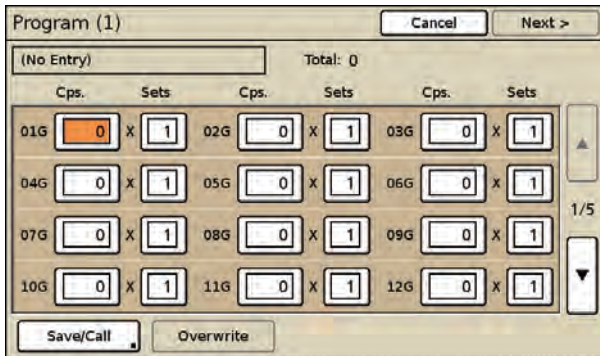 Program (1) Cancel Next >
(No Entry) Total: 0
Cps. Sets Cps. Sets Cps. Sets
01G 0 X 1 02G 0 X 1 03G 0 X 1
04G 0 X 1 05G 0 X 1 06G 0 X 1
1/5
07G 0 X 1 08G 0 X 1 09G 0 X 1
10G 0 X 1 11G 0 X 1 12G 0 X 1
Save/Call Overwrite